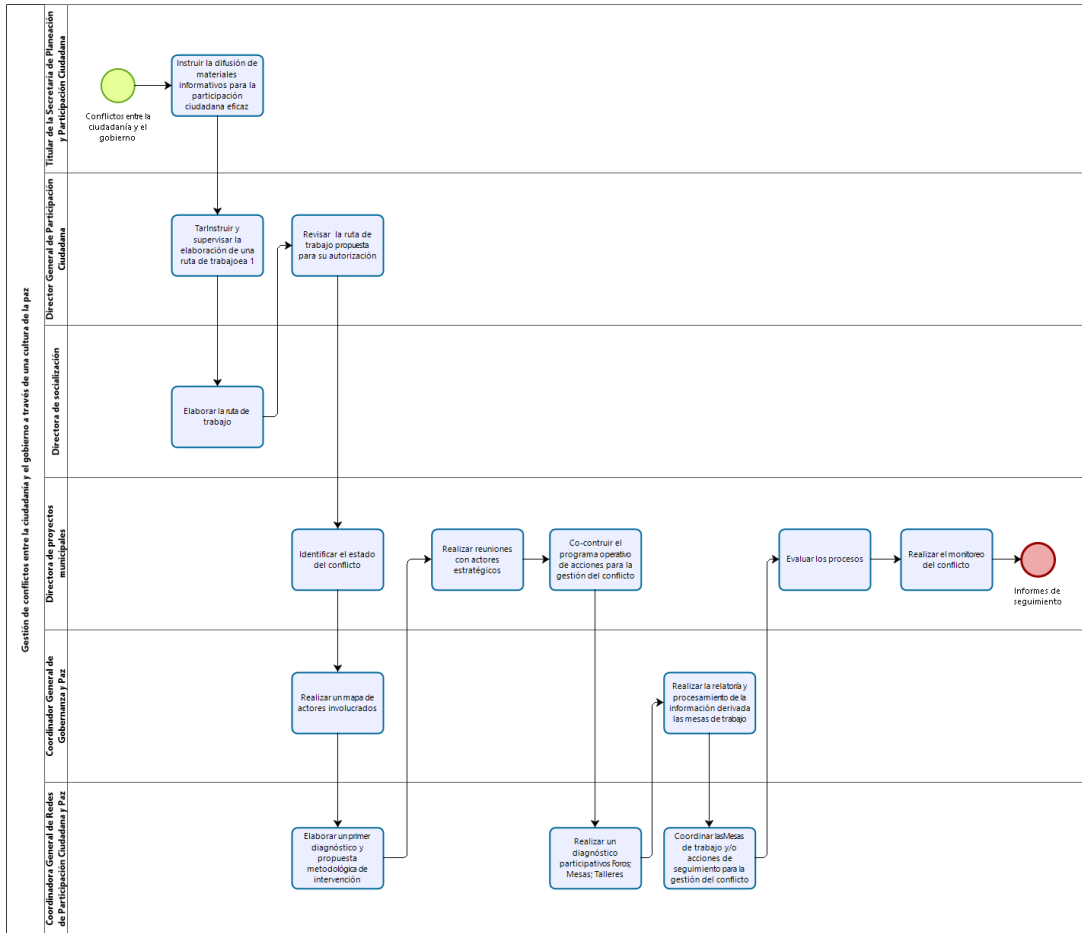 Gestión de conflictos entre la ciudadanía y el gobierno a través de una cultura de la paz
Titular de la Secretaría de Planeación
y Participación Ciudadana
Conflictos entre la
ciudadanía y el
gobierno
Instruir la difusión de
materiales
informativos para la
participación
ciudadana eficaz
Director General de Participación
Ciudadana
TarInstruir y
supervisar la
elaboración de una
ruta de trabajoea 1
Revisar la ruta de
trabajo propuesta
para su autorización
Directora de socialización
Elaborar la ruta de
trabajo
Directora de proyectos
municipales
Identificar el estado
del conflicto
Realizar reuniones
con actores
estratégicos
Co-contruir el
programa operativo
de acciones para la
gestión del conflicto
Evaluar los procesos
Realizar el monitoreo
del conflicto
Informes de
seguimiento
Coordinador General de
Gobernanza y Paz
Realizar un mapa de
actores involucrados
Realizar la relatoría y
procesamiento de la
información derivada
las mesas de trabajo
Coordinadora General de Redes
de Participación Ciudadana y Paz
Elaborar un primer
diagnóstico y
propuesta
metodológica de
intervención
Realizar un
diagnóstico
participativos Foros;
Mesas; Talleres
Coordinar lasMesas
de trabajo y/o
acciones de
seguimiento para la
gestión del conflicto